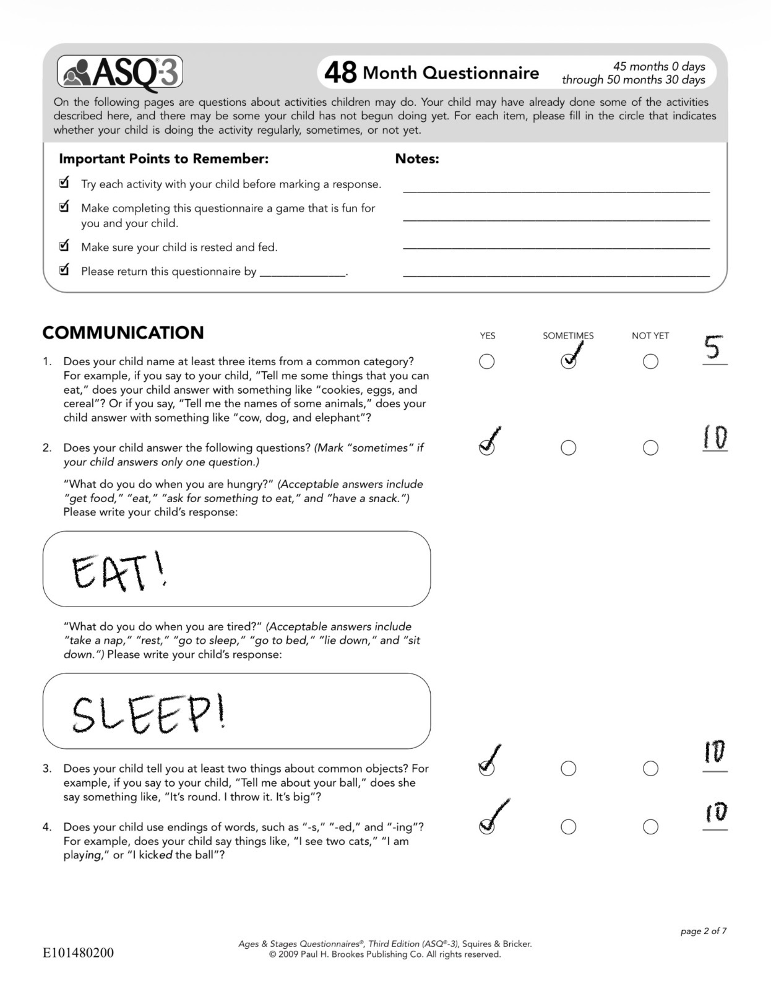 ASQ®-3
48 Month Questionnaire
45 months 0 days
through 50 months 30 days
On the following pages are questions about activities children may do. Your child may have already done some of the activities
described here, and there may be some your child has not begun doing yet. For each item, please fill in the circle that indicates
whether your child is doing the activity regularly, sometimes, or not yet.
Important Points to Remember:
Try each activity with your child before marking a response.
Make completing this questionnaire a game that is fun for
you and your child.
Make sure your child is rested and fed.
Please return this questionnaire by _______________.
Notes:
COMMUNICATION
YES SOMETIMES NOT YET
1. Does your child name at least three items from a common category? 5
For example, if you say to your child, “Tell me some things that you can
eat,” does your child answer with something like “cookies, eggs, and
cereal”? Or if you say, “Tell me the names of some animals,” does your
child answer with something like “cow, dog, and elephant”?
2. Does your child answer the following questions? (Mark “sometimes” if 10
your child answers only one question.)
“What do you do when you are hungry?” (Acceptable answers include
“get food,” “eat,” “ask for something to eat,” and “have a snack.”)
Please write your child’s response:
EAT!
“What do you do when you are tired?” (Acceptable answers include
“take a nap,” “rest,” “go to sleep,” “go to bed,” “lie down,” and “sit
down.”) Please write your child’s response:
SLEEP!
3. Does your child tell you at least two things about common objects? For 10
example, if you say to your child, “Tell me about your ball,” does she
say something like, “It’s round. I throw it. It’s big”?
4. Does your child use endings of words, such as “-s,” “-ed,” and “-ing”? 10
For example, does your child say things like, “I see two cats,” “I am
playing,” or “I kicked the ball”?
page 2 of 7
Ages & Stages Questionnaires®, Third Edition (ASQ®-3), Squires & Bricker.
E101480200
© 2009 Paul H. Brookes Publishing Co. All rights reserved.